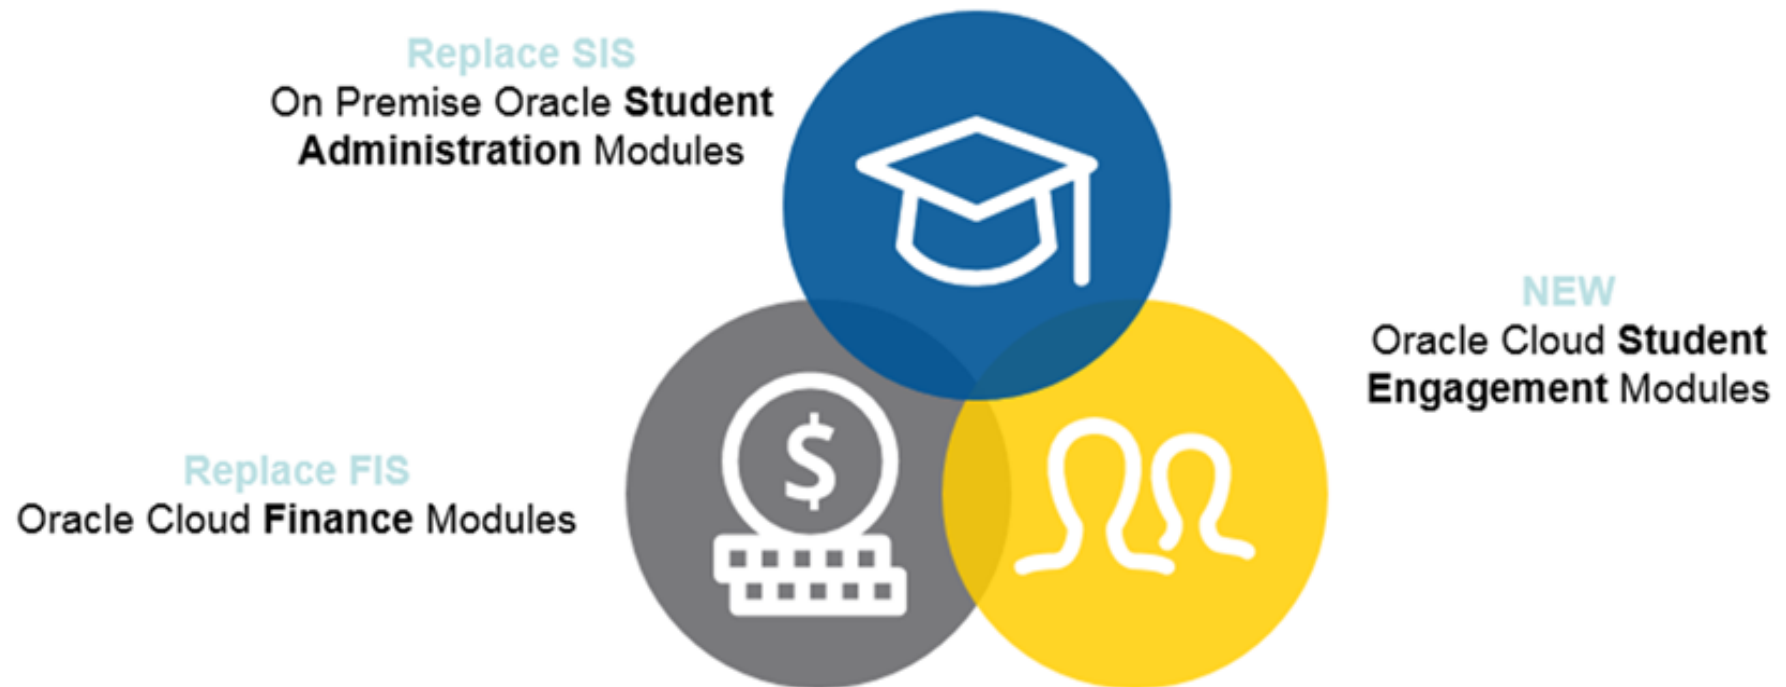 Replace SIS
On Premise Oracle Student
Administration Modules
NEW
Oracle Cloud Student
Engagement Modules
$
Replace FIS
Oracle Cloud Finance Modules